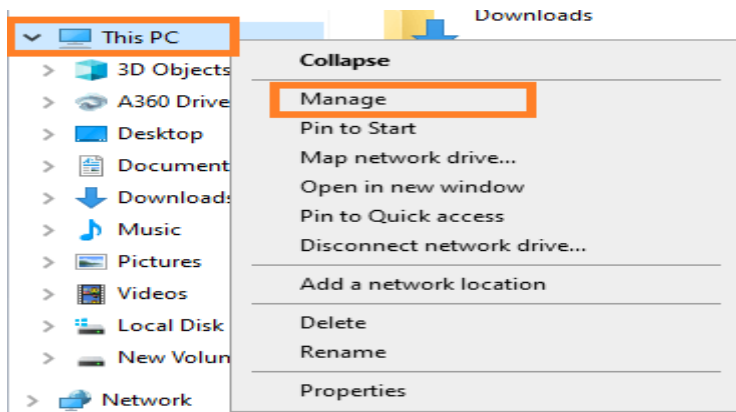 Downloads
This PC
3D Objects
A360 Drive
Desktop
Document
Downloads
Music
Pictures
Videos
Local Disk
New Volun
Network
Collapse
Manage
Pin to Start
Map network drive...
Open in new window
Pin to Quick access
Disconnect network drive...
Add a network location
Delete
Rename
Properties